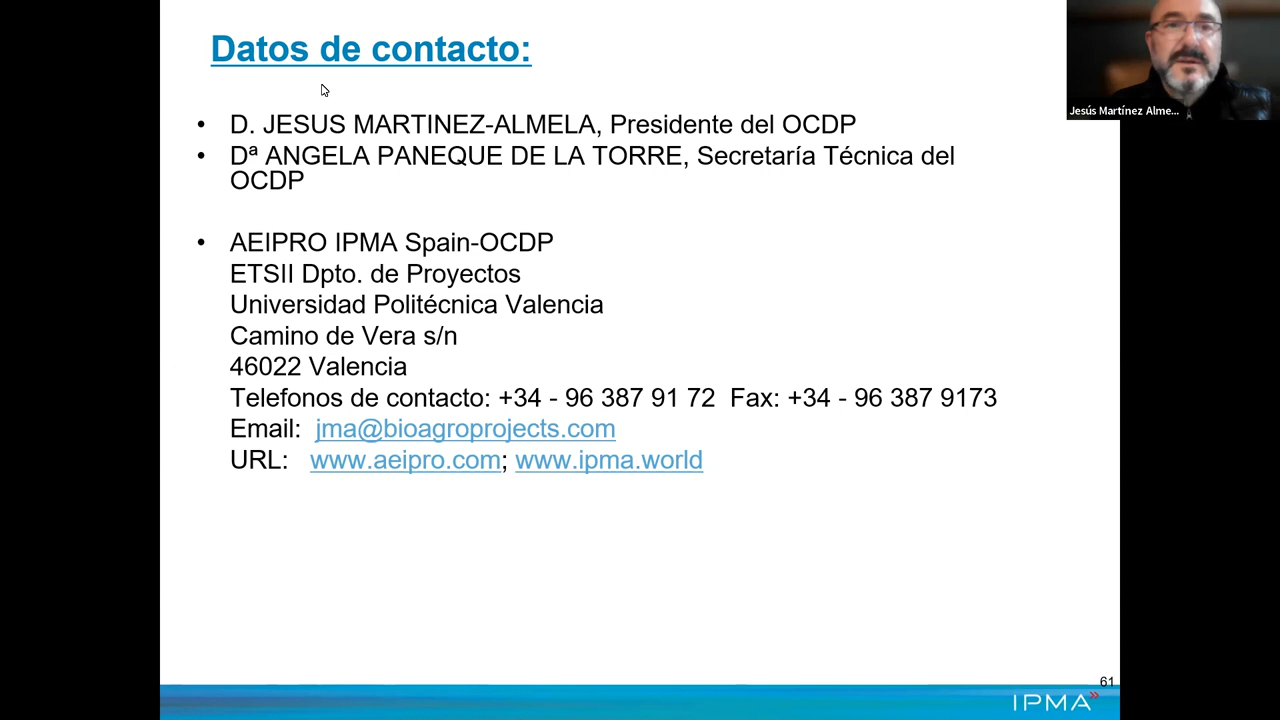 Datos de contacto:
Jesús Martínez Alme...
• D. JESUS MARTINEZ-ALMELA, Presidente del OCDP
• Dª ANGELA PANEQUE DE LA TORRE, Secretaría Técnica del
OCDP
• AEIPRO IPMA Spain-OCDP
ETSII Dpto. de Proyectos
Universidad Politécnica Valencia
Camino de Vera s/n
46022 Valencia
Telefonos de contacto: +34 - 96 387 91 72 Fax: +34 - 96 387 9173
Email: jma@bioagroprojects.com
URL: www.aeipro.com; www.ipma.world
61
IPMA